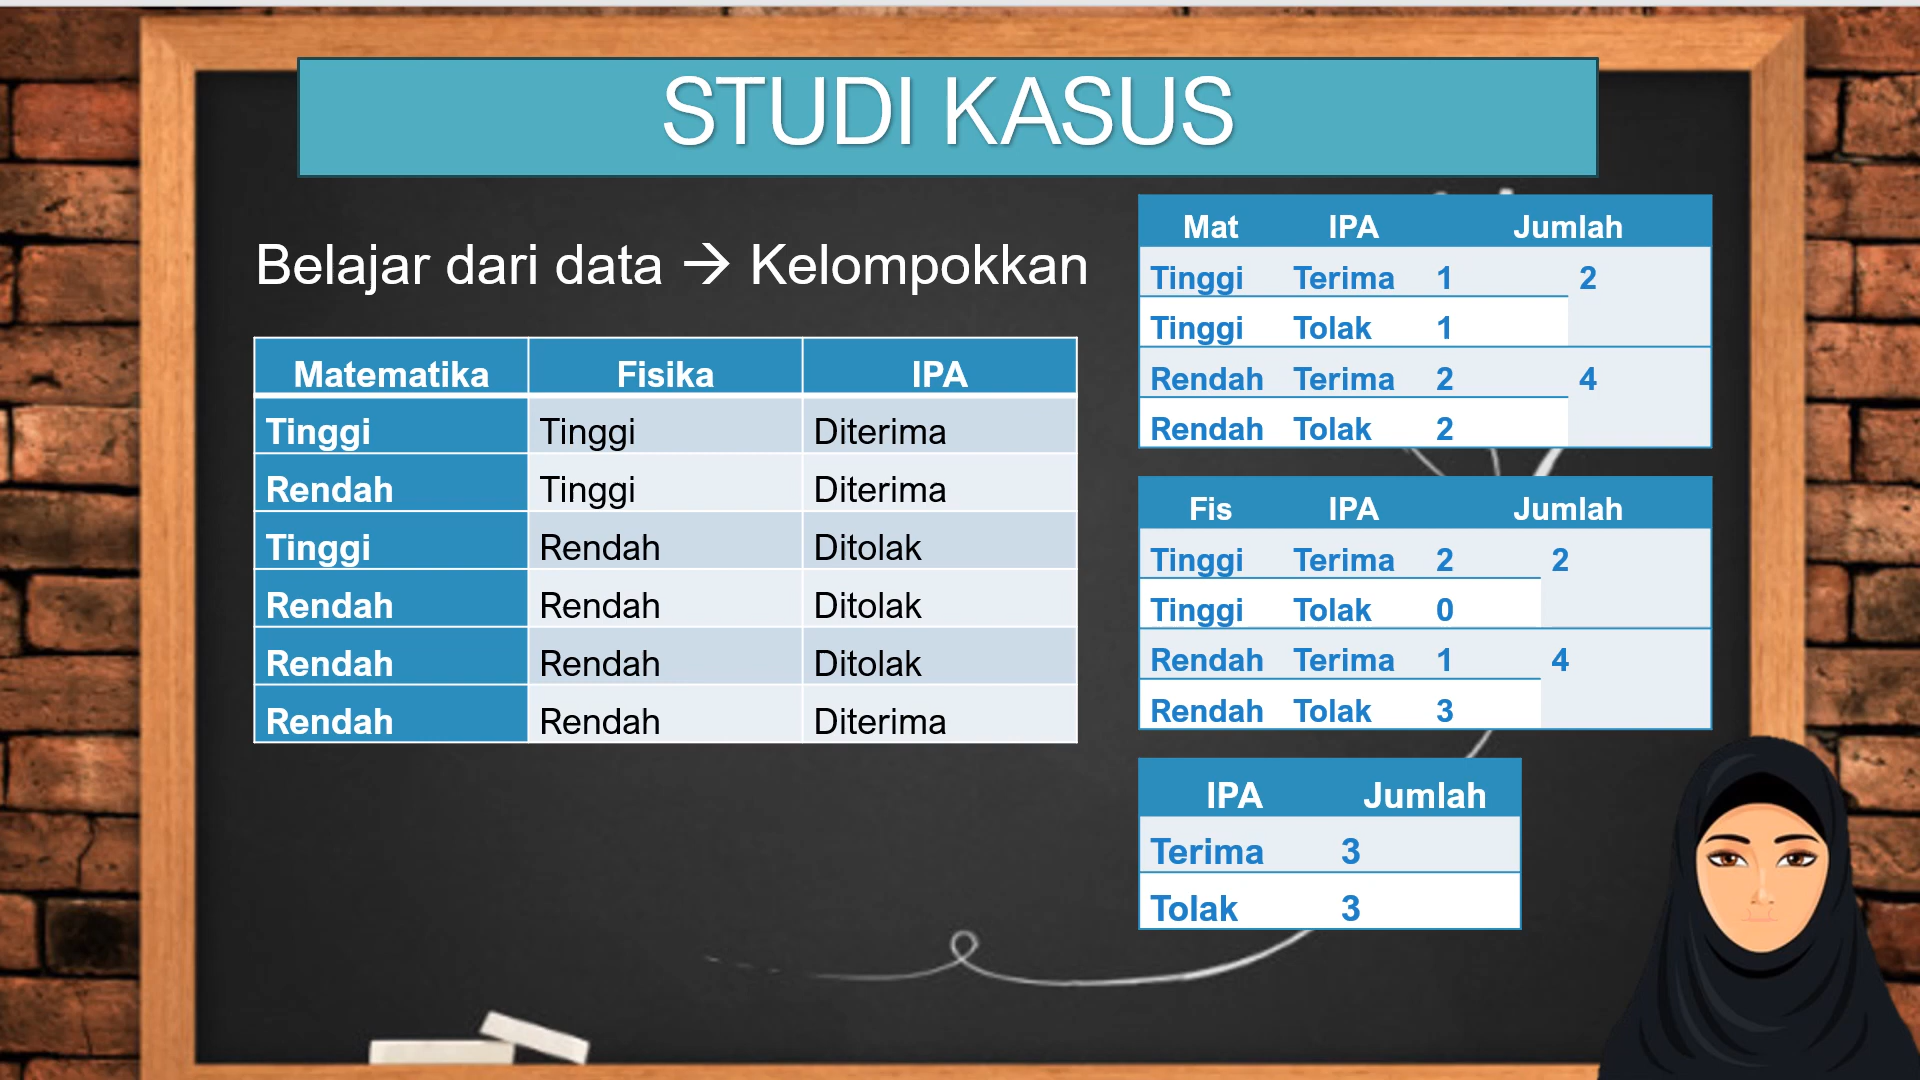 STUDI KASUS
Belajar dari data → Kelompokkan
Matematika Fisika IPA
Tinggi Tinggi Diterima
Rendah Tinggi Diterima
Tinggi Rendah Ditolak
Rendah Rendah Ditolak
Rendah Rendah Ditolak
Rendah Rendah Diterima
Mat IPA Jumlah
Tinggi Terima 1 2
Tinggi Tolak 1
Rendah Terima 2 4
Rendah Tolak 2
Fis IPA Jumlah
Tinggi Terima 2 2
Tinggi Tolak 0
Rendah Terima 1 4
Rendah Tolak 3
IPA Jumlah
Terima 3
Tolak 3